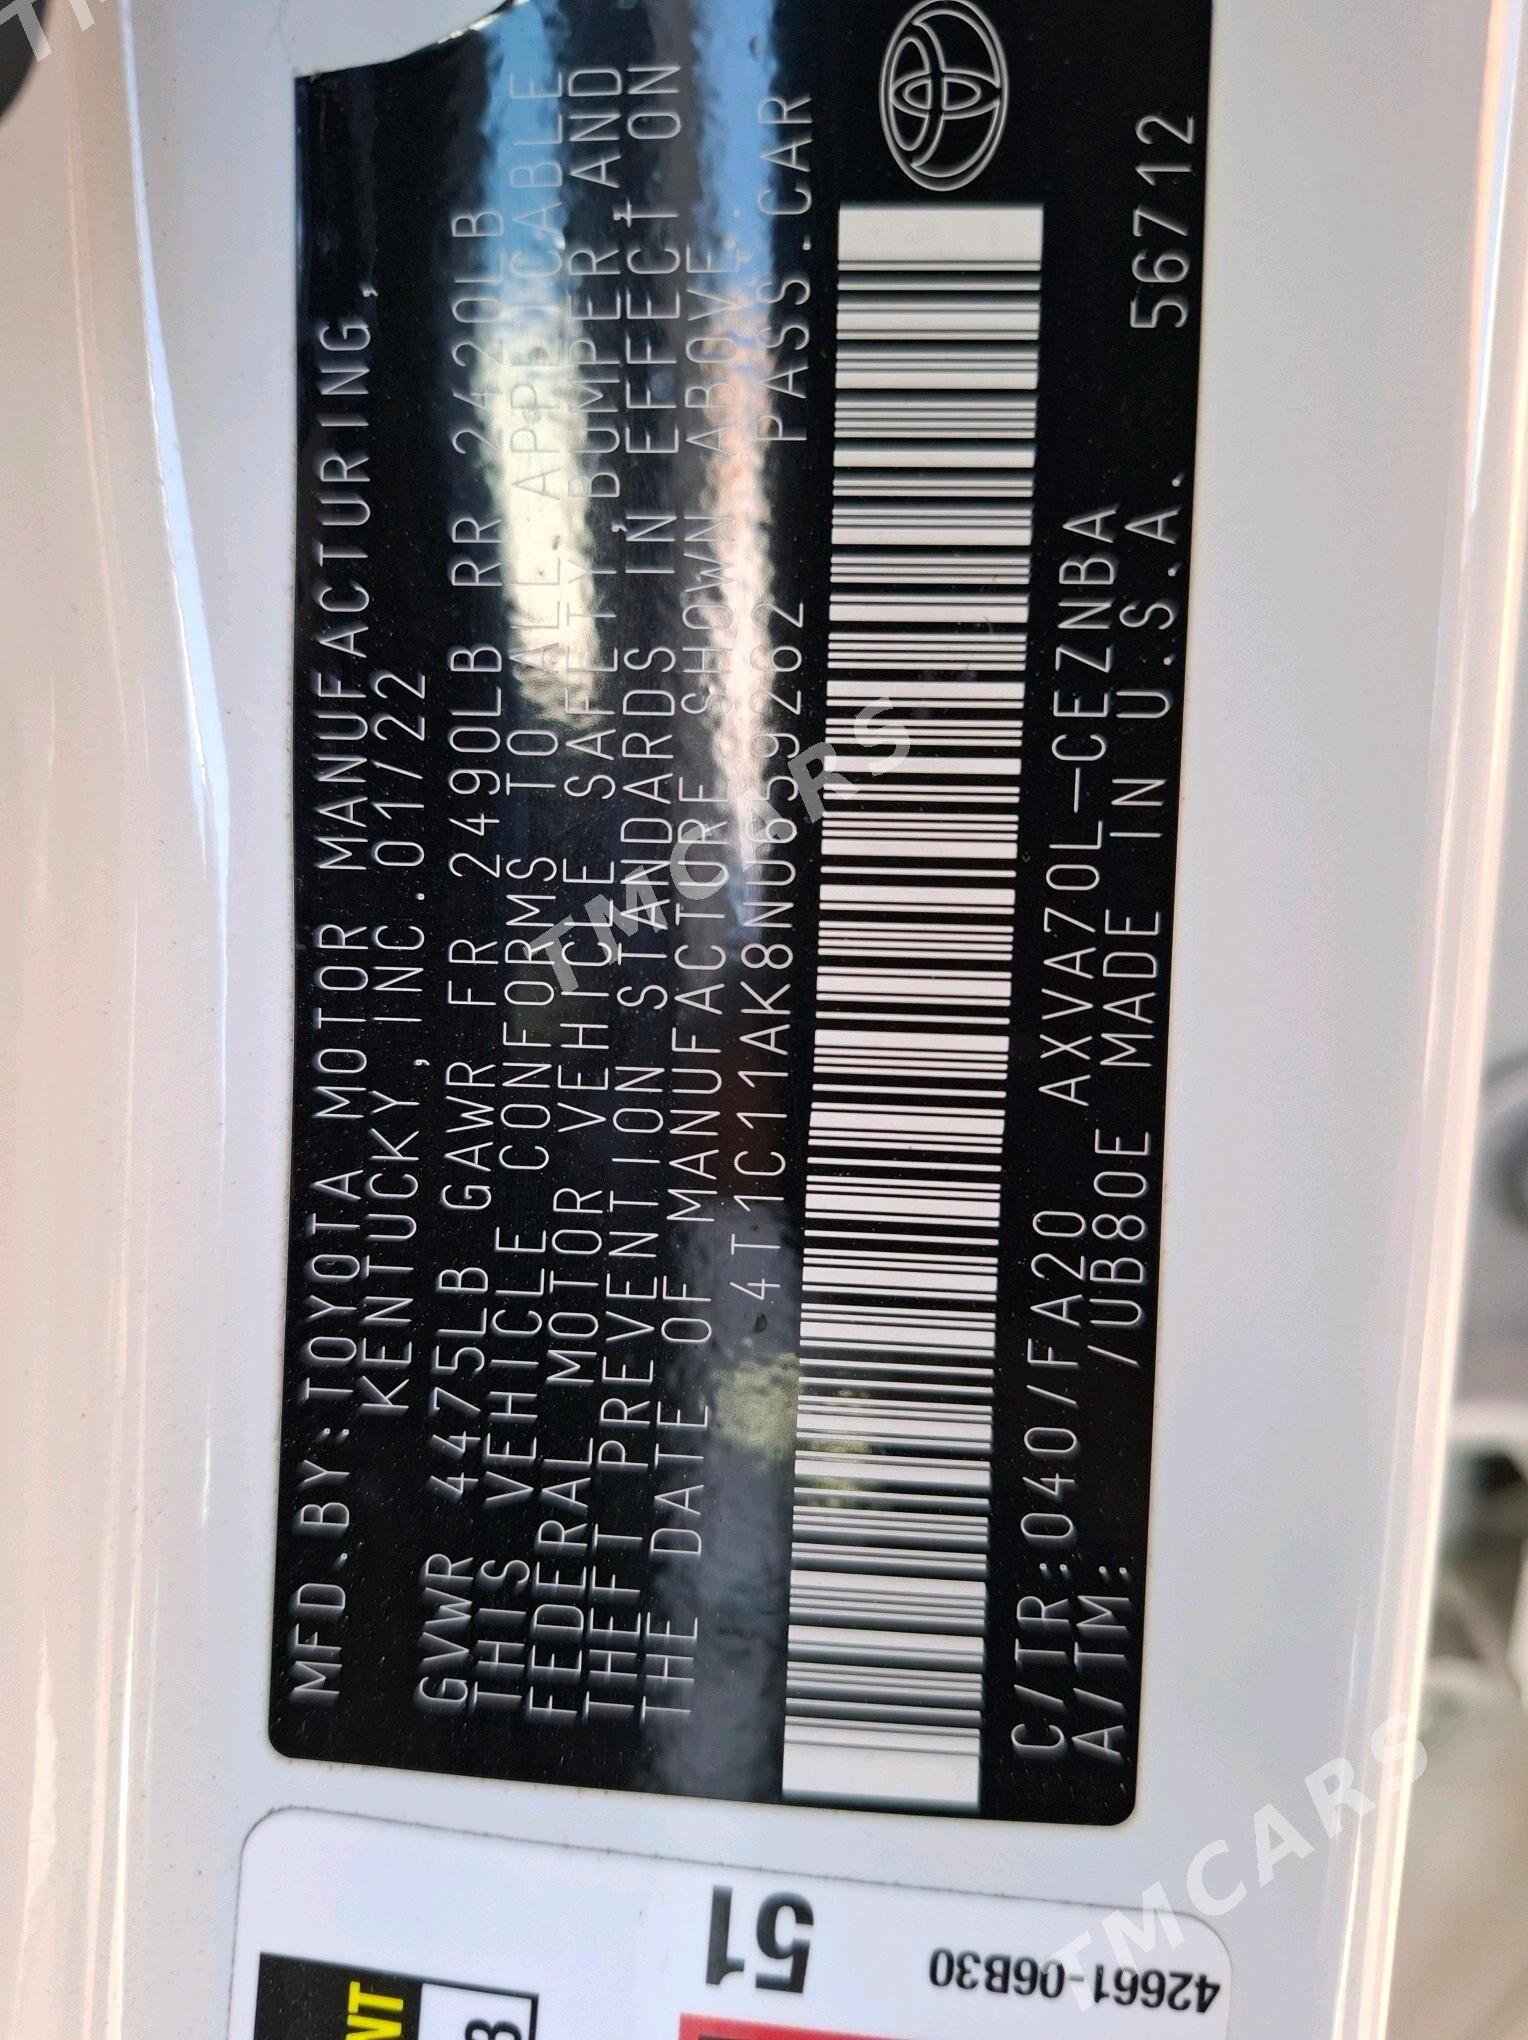 MFD.BY:TOYOTA MOTOR MANUFACTURING,
KENTUCKY,INC.01/22
GVWR 4475LB GAWR FR 2490LB RR 2420LB
THIS VEHICLE CONFORMS TO ALL APPLICABLE
FEDERAL MOTOR VEHICLE SAFETY,BUMPER,AND
THEFT PREVENTION STANDARDS IN EFFECT ON
THE DATE OF MANUFACTURE SHOWN ABOVE.
4T1C11AK8NU659262 PASS.CAR
C/TR:040/FA20 AXVA70L-CEZNBA
A/TM: /UB80E MADE IN U.S.A. 56712
51
42661-06B30
TMCARS
TMCARS